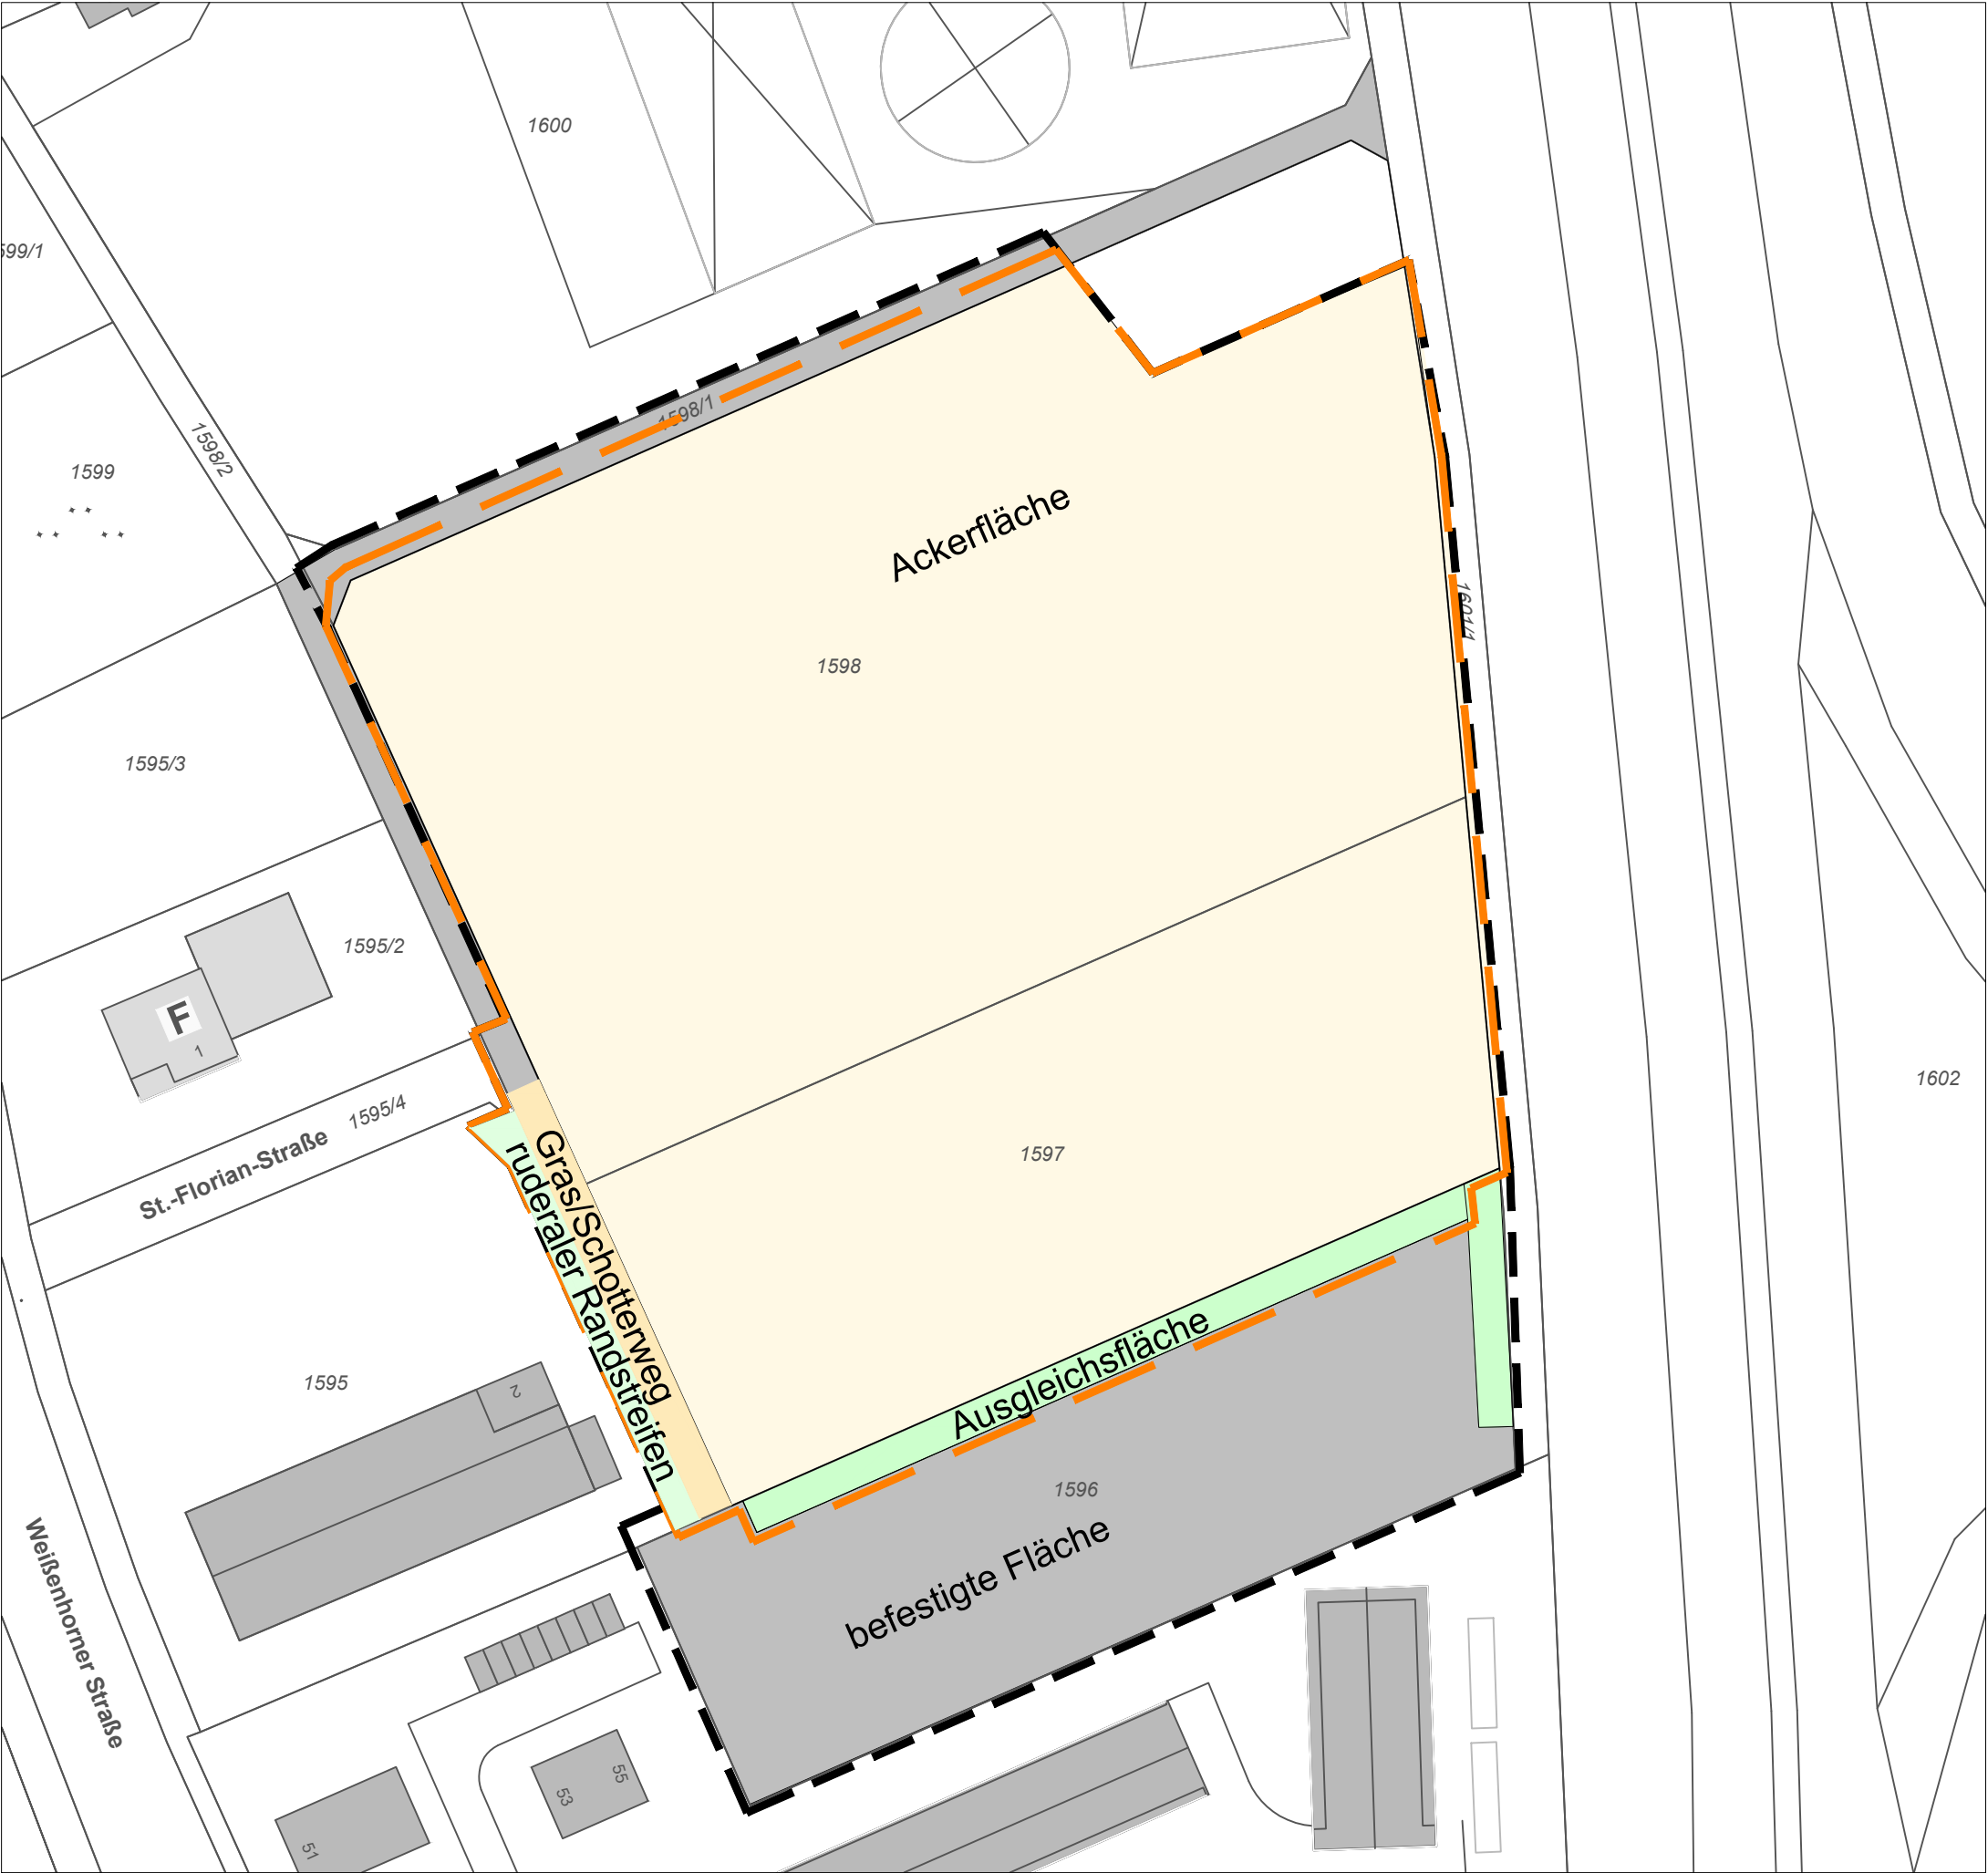 1600
599/1
1598/1
1598/2
1599
Ackerfläche
1601/1
1598
1595/3
1595/2
F
1
1602
1595/4
St.-Florian-Straße
1597
Gras/Schotterweg
ruderaler Randstreifen
Ausgleichsfläche
1595
2
1596
befestigte Fläche
Weißenhorner Straße
55
53
51